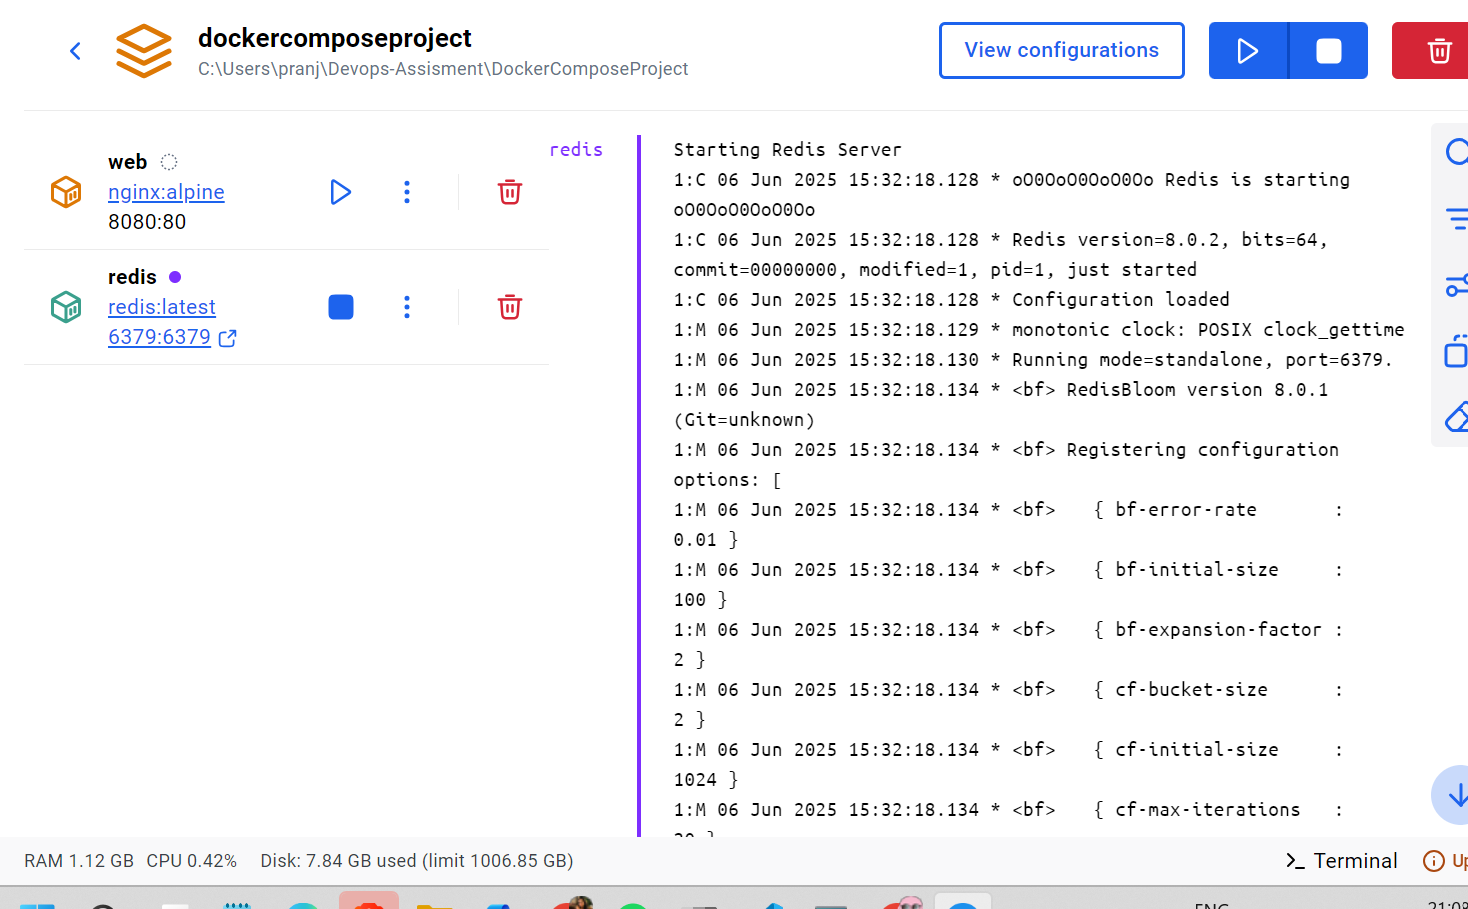 dockercomposeproject
C:\Users\pranj\Devops-Assisment\DockerComposeProject
View configurations
web
nginx:alpine
8080:80
redis
redis:latest
6379:6379
redis
Starting Redis Server
1:C 06 Jun 2025 15:32:18.128 * oO0OoO0OoO0Oo Redis is starting
oO0OoO0OoO0Oo
1:C 06 Jun 2025 15:32:18.128 * Redis version=8.0.2, bits=64,
commit=00000000, modified=1, pid=1, just started
1:C 06 Jun 2025 15:32:18.128 * Configuration loaded
1:M 06 Jun 2025 15:32:18.129 * monotonic clock: POSIX clock_gettime
1:M 06 Jun 2025 15:32:18.130 * Running mode=standalone, port=6379.
1:M 06 Jun 2025 15:32:18.134 * <bf> RedisBloom version 8.0.1
(Git=unknown)
1:M 06 Jun 2025 15:32:18.134 * <bf> Registering configuration
options: [
1:M 06 Jun 2025 15:32:18.134 * <bf> { bf-error-rate :
0.01 }
1:M 06 Jun 2025 15:32:18.134 * <bf> { bf-initial-size :
100 }
1:M 06 Jun 2025 15:32:18.134 * <bf> { bf-expansion-factor :
2 }
1:M 06 Jun 2025 15:32:18.134 * <bf> { cf-bucket-size :
2 }
1:M 06 Jun 2025 15:32:18.134 * <bf> { cf-initial-size :
1024 }
1:M 06 Jun 2025 15:32:18.134 * <bf> { cf-max-iterations :
RAM 1.12 GB CPU 0.42% Disk: 7.84 GB used (limit 1006.85 GB)
>_ Terminal
Up
ENG